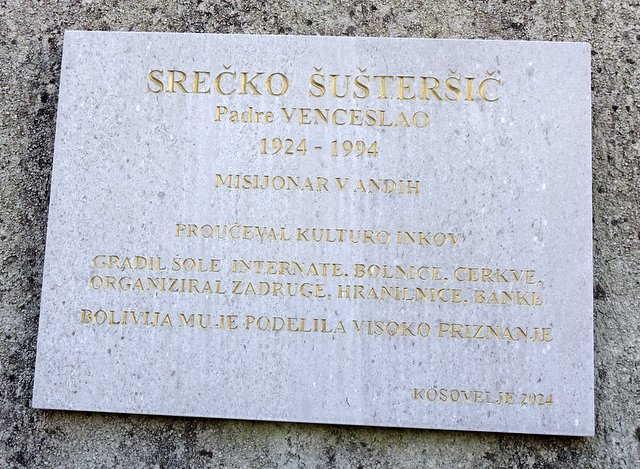 SREČKO ŠUŠTERŠIČ
Padre VENCESLAO
1924 - 1994
MISIJONAR V ANDIH
PROUČEVAL KULTURO INKOV
GRADIL ŠOLE INTERNATE. BOLNICE, CERKVE,
ORGANIZIRAL ZADRUGE, HRANILNICE, BANKE
BOLIVIJA MU JE PODELILA VISOKO PRIZNANJE
KOSOVELJE 2024